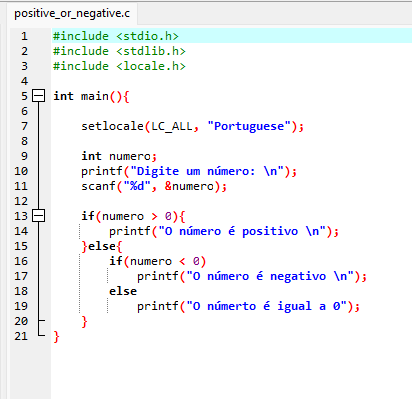 positive_or_negative.c
1 #include <stdio.h>
2 #include <stdlib.h>
3 #include <locale.h>
4
5 int main(){
6
7 setlocale(LC_ALL, "Portuguese");
8
9 int numero;
10 printf("Digite um número: \n");
11 scanf("%d", &numero);
12
13 if(numero > 0){
14 printf("O número é positivo \n");
15 }else{
16 if(numero < 0)
17 printf("O número é negativo \n");
18 else
19 printf("O númerto é igual a 0");
20 }
21 }